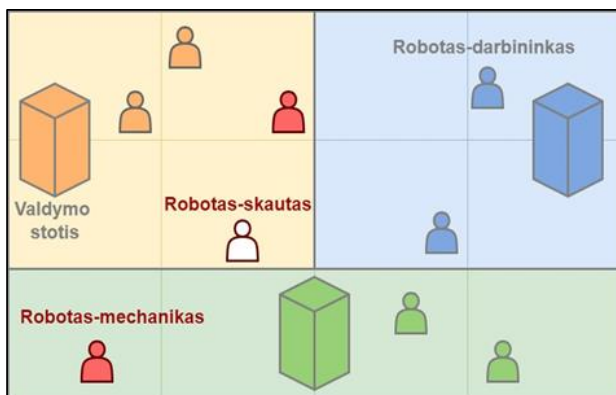 Robotas-darbininkas
Valdymo
stotis
Robotas-skautas
Robotas-mechanikas